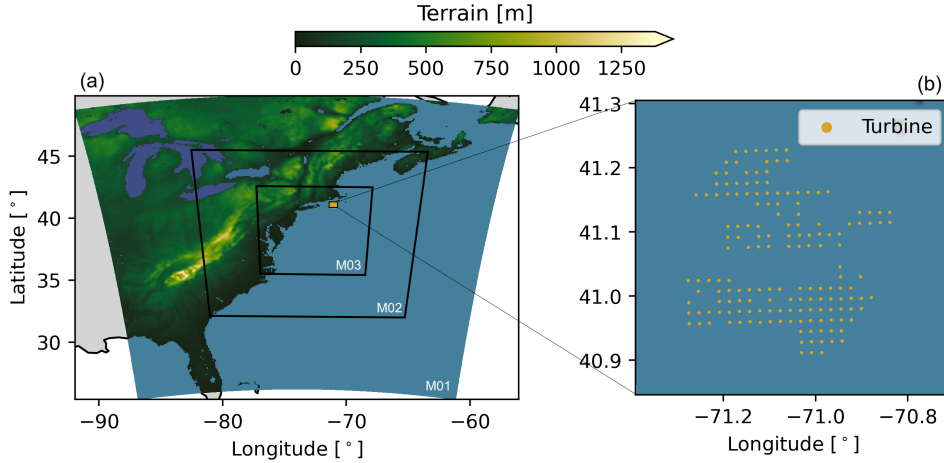 Terrain [m]
0 250 500 750 1000 1250
(a)
(b)
45
40
35
30
Latitude [°]
M03
M02
M01
−90 −80 −70 −60
Longitude [°]
Turbine
41.3
41.2
41.1
41.0
40.9
−71.2 −71.0 −70.8
Longitude [°]